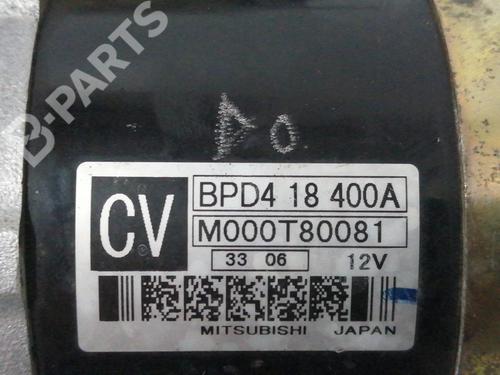 B-PARTS
CV
BPD4 18 400A
M000T80081
33 06 12V
MITSUBISHI JAPAN